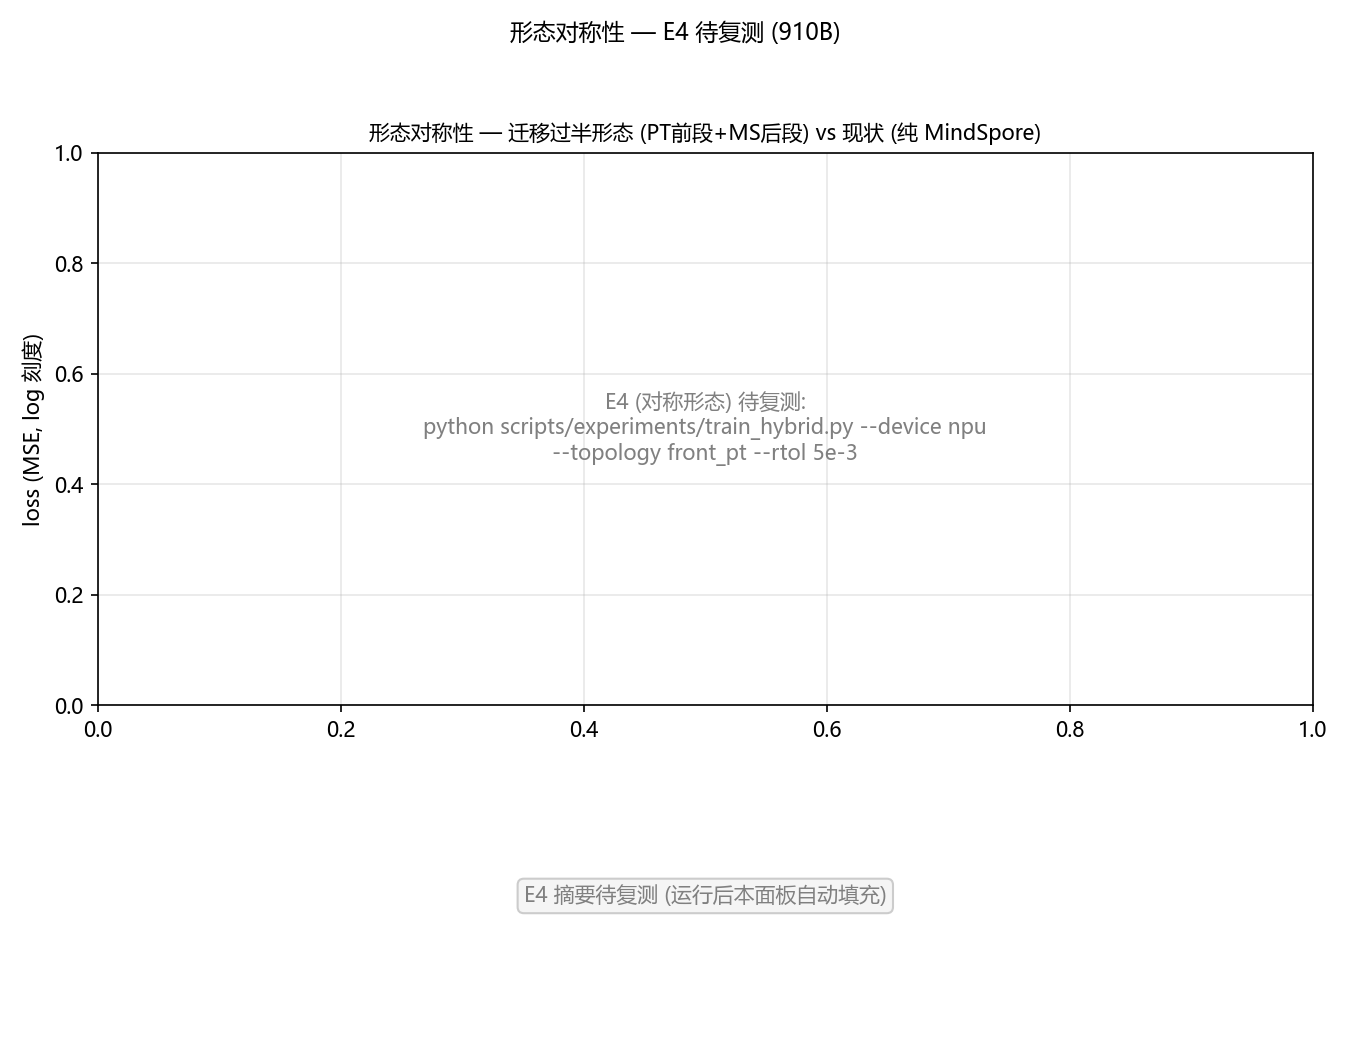 形态对称性 — E4 待复测 (910B)
形态对称性 — 迁移过半形态 (PT前段+MS后段) vs 现状 (纯 MindSpore)
1.0
0.8
0.6
0.4
0.2
0.0
loss (MSE, log 刻度)
E4 (对称形态) 待复测:
python scripts/experiments/train_hybrid.py --device npu
--topology front_pt --rtol 5e-3
0.0 0.2 0.4 0.6 0.8 1.0
E4 摘要待复测 (运行后本面板自动填充)